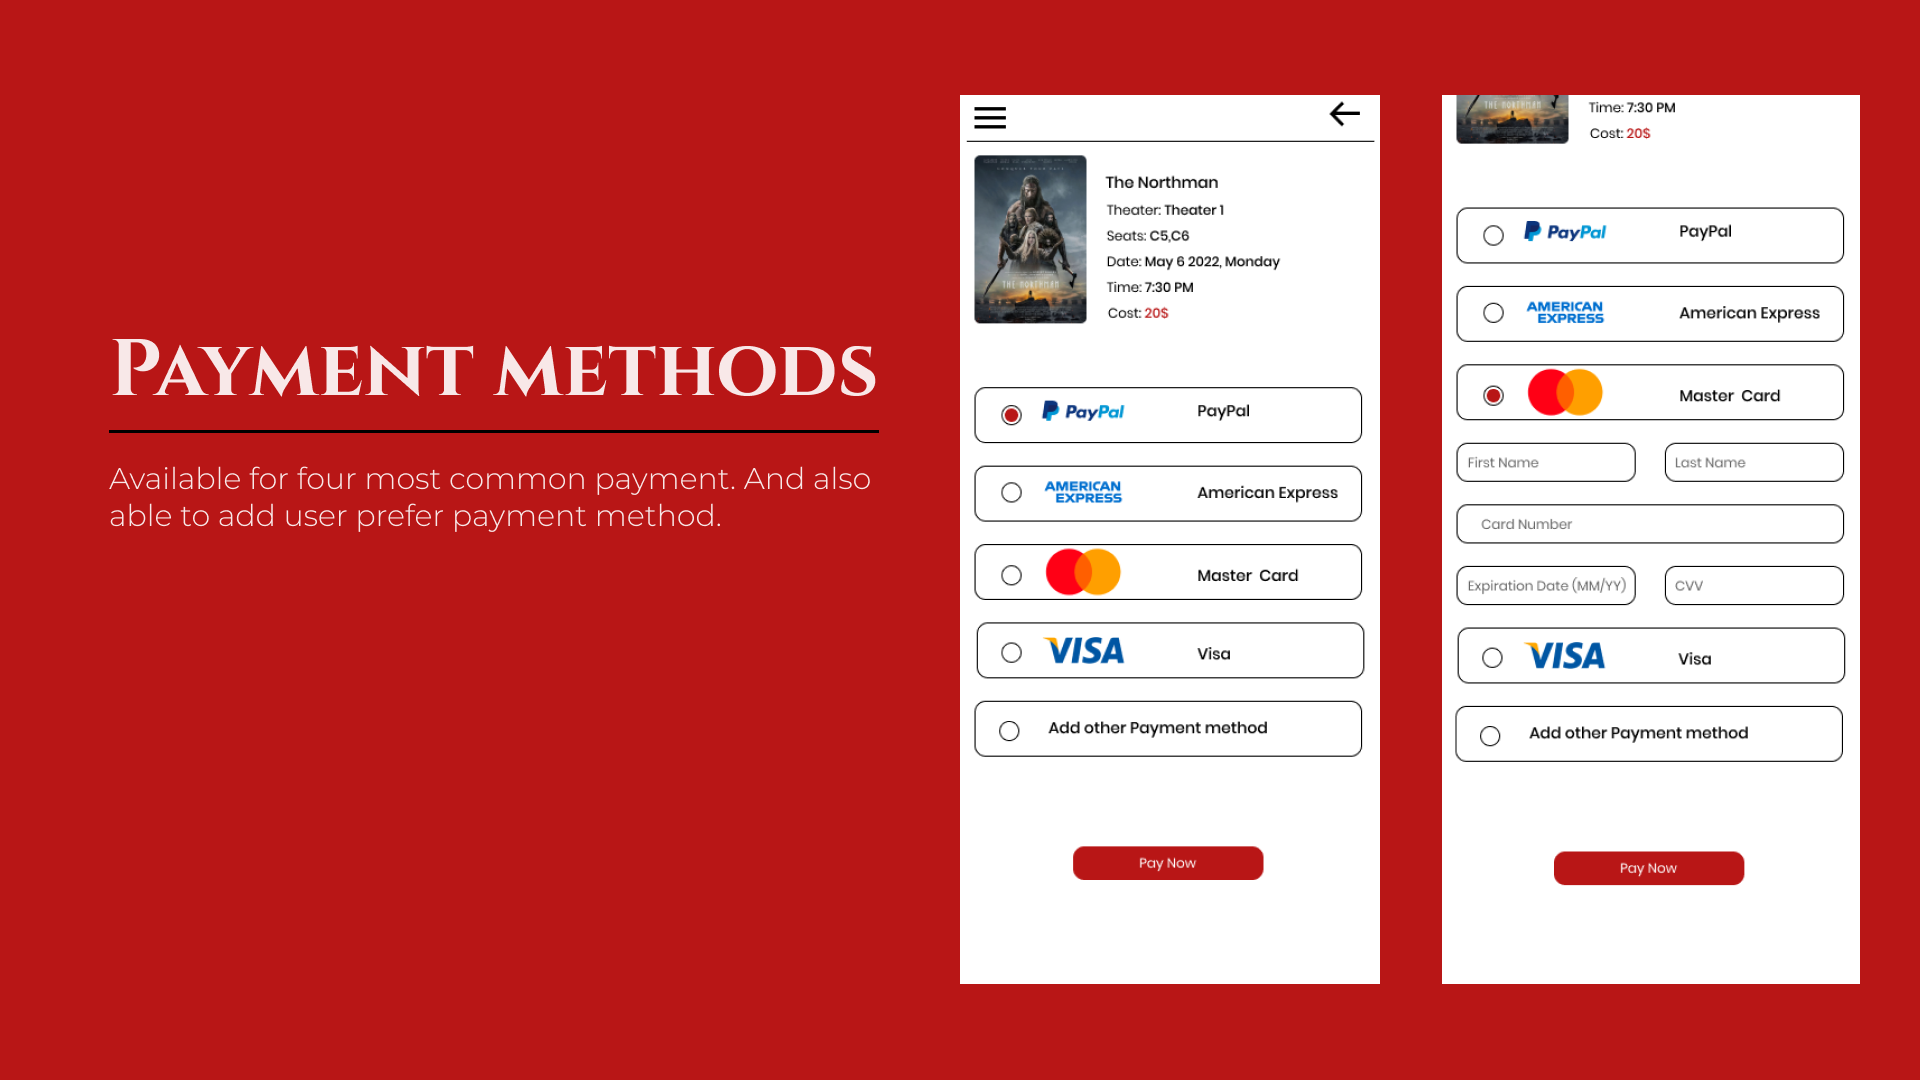 Payment methods
Available for four most common payment. And also
able to add user prefer payment method.
The Northman
Theater: Theater 1
Seats: C5,C6
Date: May 6 2022, Monday
Time: 7:30 PM
Cost: 20$
THE NORTHMAN
PayPal PayPal
AMERICAN
EXPRESS
American Express
Master Card
VISA Visa
Add other Payment method
Pay Now
THE NORTHMAN
Time: 7:30 PM
Cost: 20$
PayPal PayPal
AMERICAN
EXPRESS
American Express
Master Card
First Name Last Name
Card Number
Expiration Date (MM/YY) CVV
VISA Visa
Add other Payment method
Pay Now